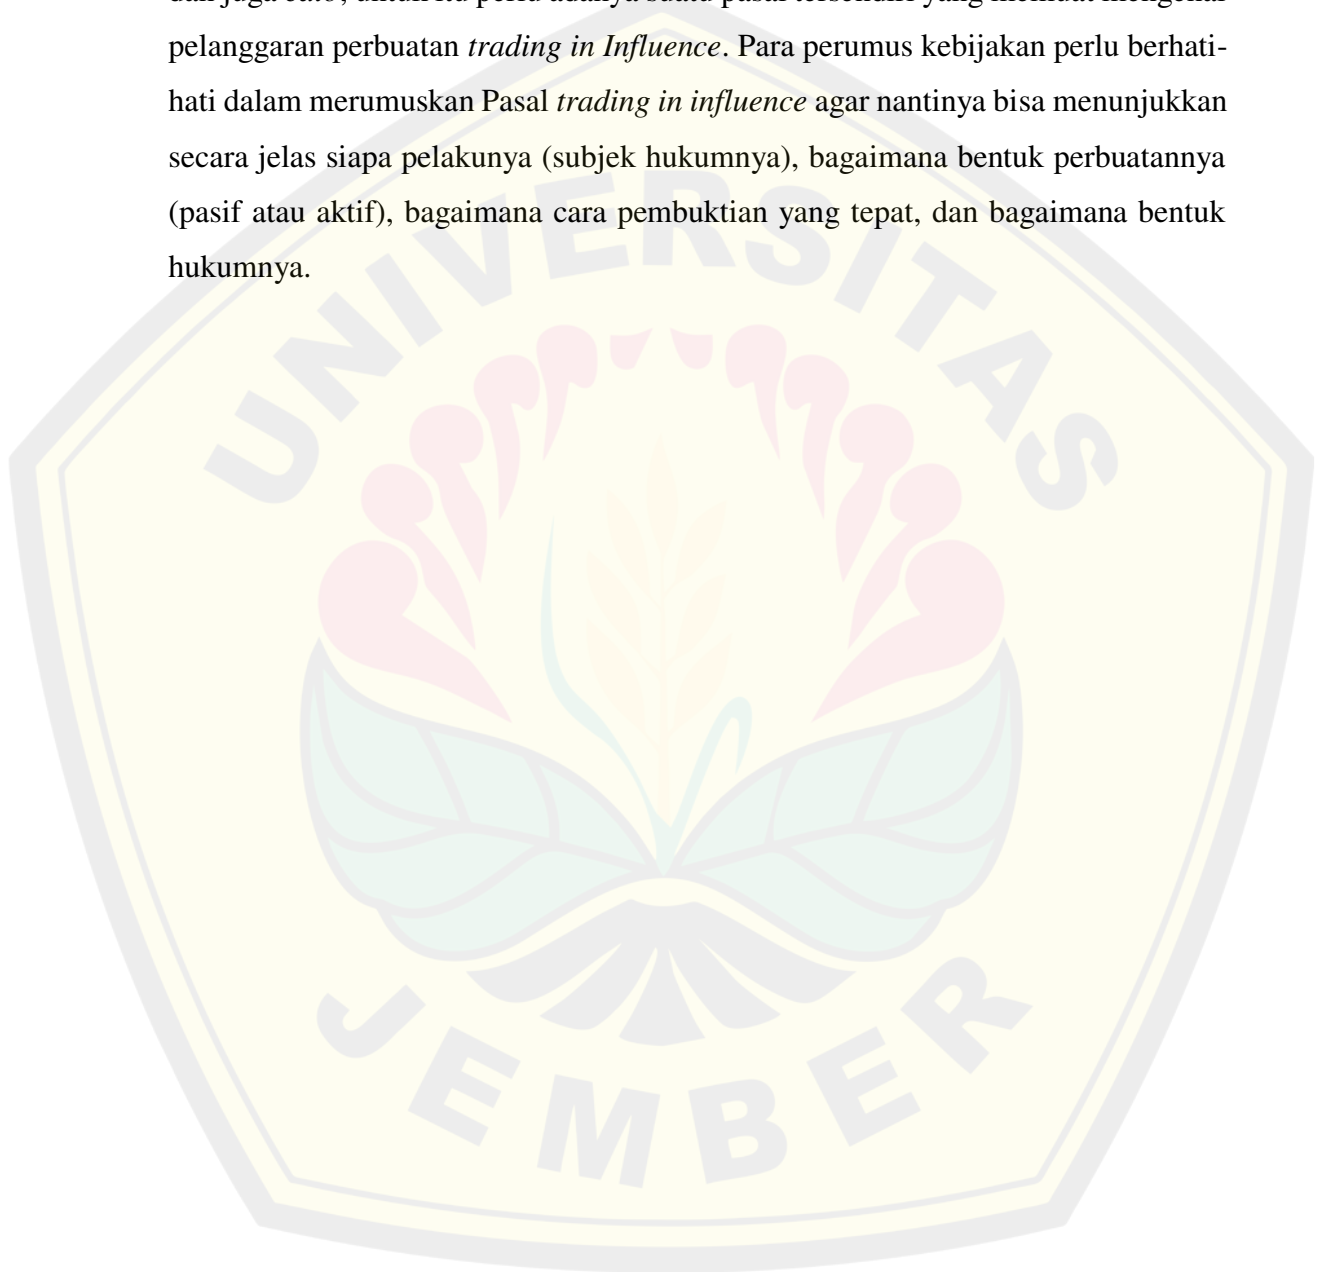 pelanggaran perbuatan trading in Influence. Para perumus kebijakan perlu berhati-
hati dalam merumuskan Pasal trading in influence agar nantinya bisa menunjukkan
secara jelas siapa pelakunya (subjek hukumnya), bagaimana bentuk perbuatannya
(pasif atau aktif), bagaimana cara pembuktian yang tepat, dan bagaimana bentuk
hukumnya.
UNIVERSITAS
JEMBER